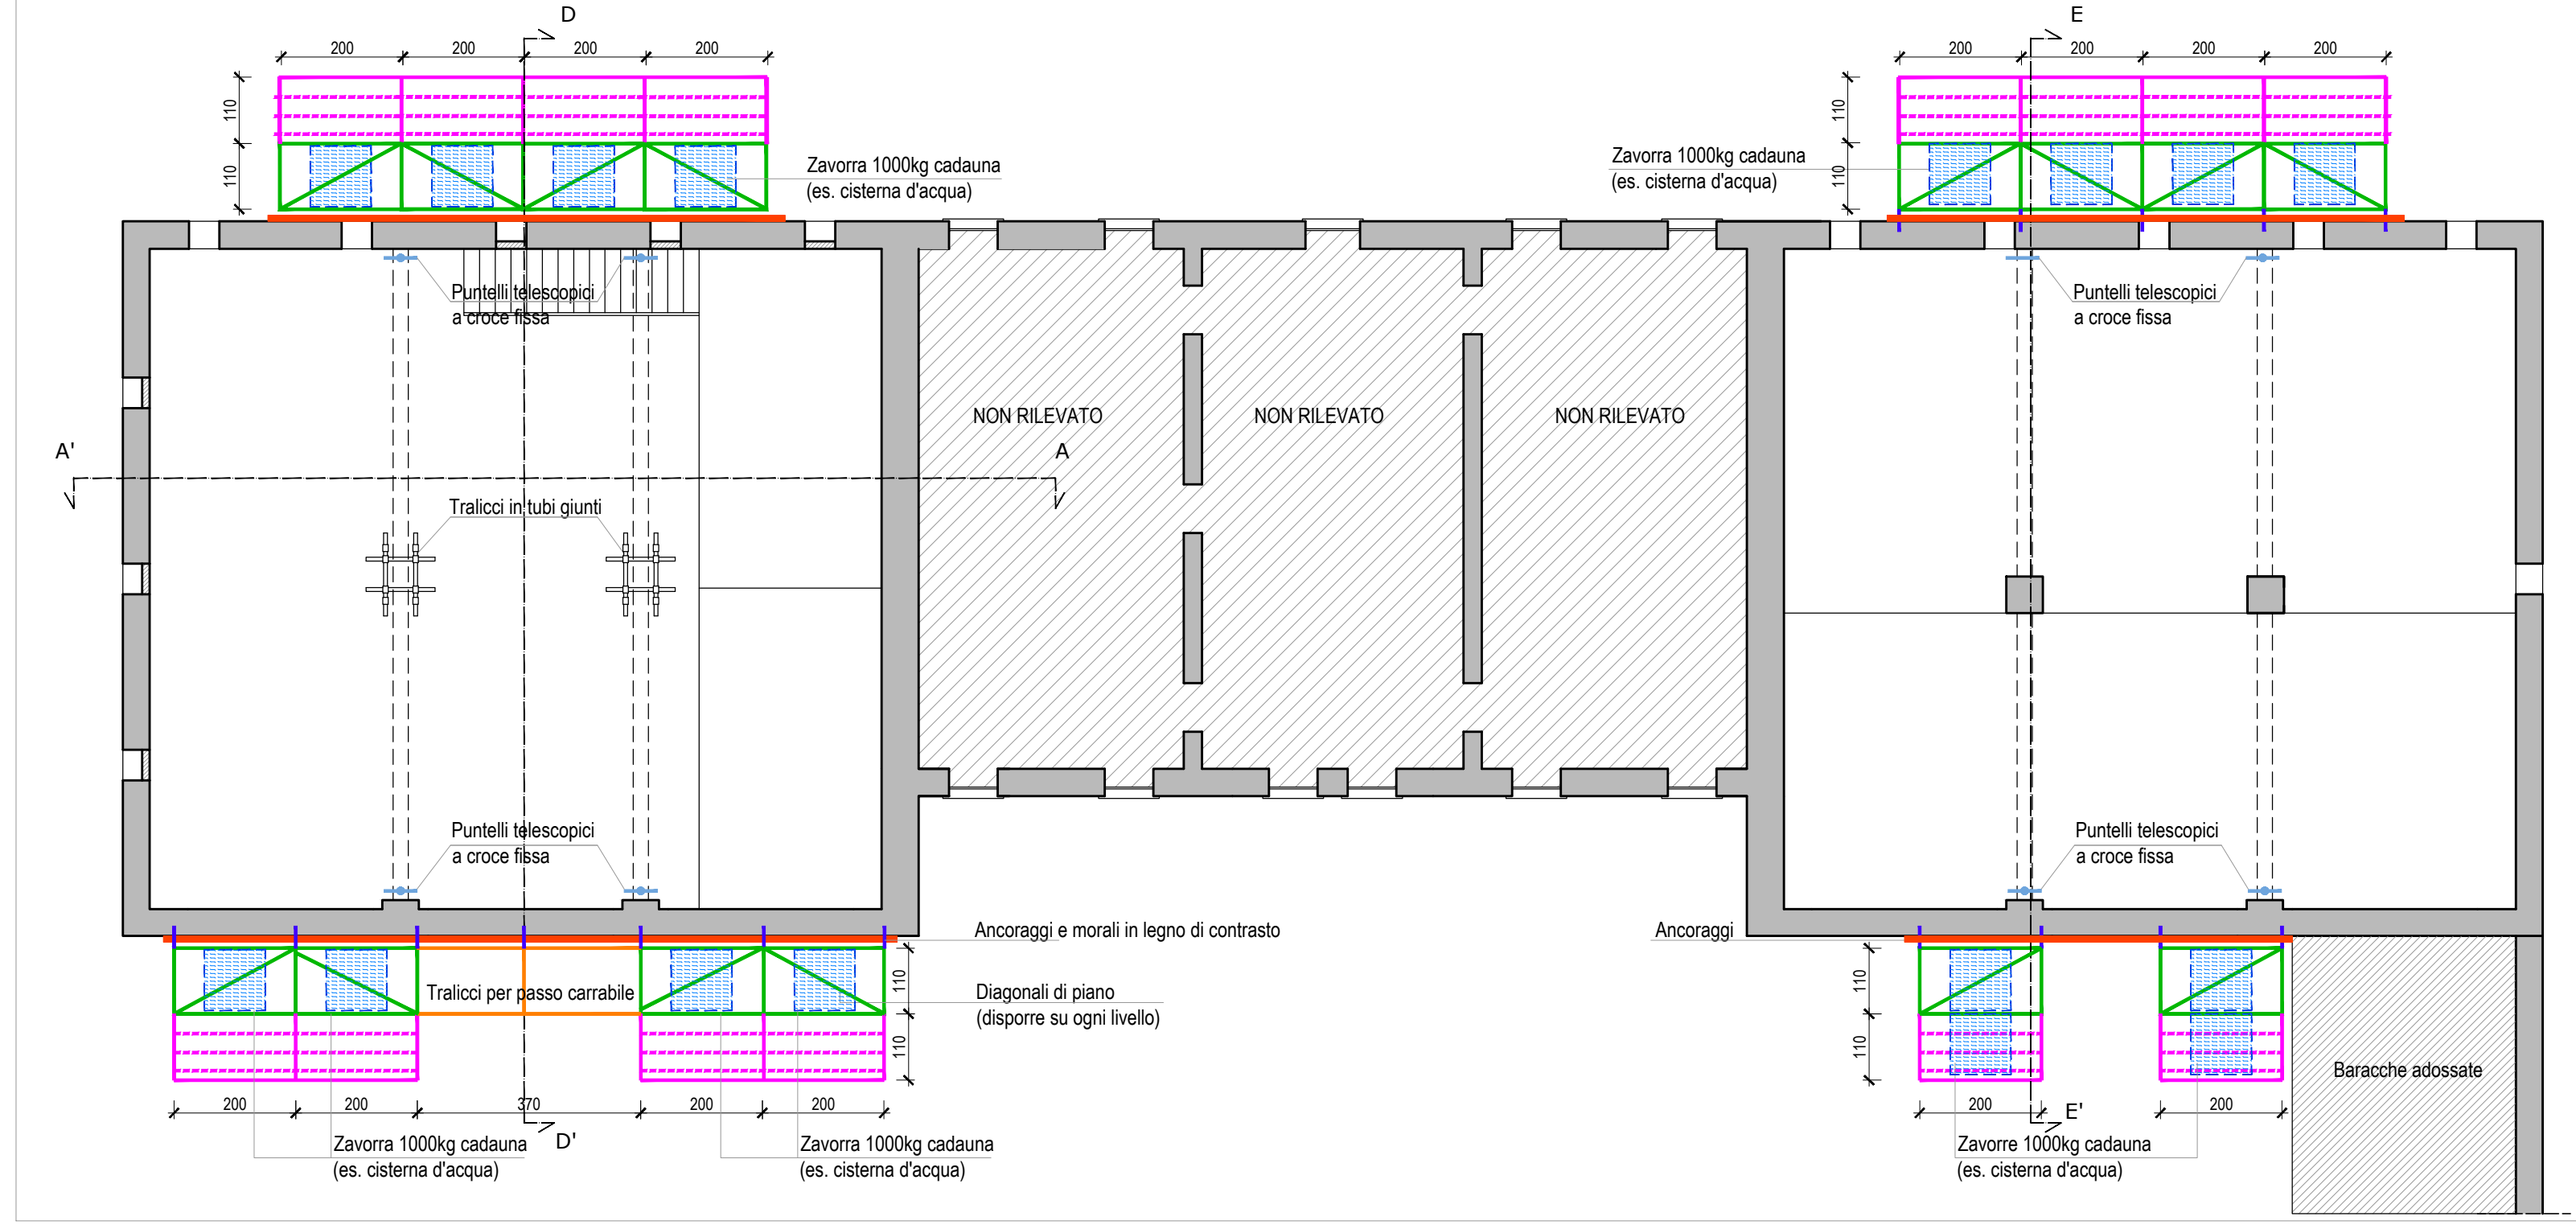 D
E
200 200 200 200
200 200 200 200
110
110
110
110
Zavorra 1000kg cadauna
(es. cisterna d'acqua)
Zavorra 1000kg cadauna
(es. cisterna d'acqua)
Puntelli telescopici
a croce fissa
Puntelli telescopici
a croce fissa
NON RILEVATO
NON RILEVATO
NON RILEVATO
A'
A
Tralicci in tubi giunti
Puntelli telescopici
a croce fissa
Puntelli telescopici
a croce fissa
Ancoraggi e morali in legno di contrasto
Ancoraggi
Tralicci per passo carrabile
110
Diagonali di piano
(disporre su ogni livello)
110
110
110
Baracche adossate
200 200 370 200 200
200 200
D'
E'
Zavorra 1000kg cadauna
(es. cisterna d'acqua)
Zavorra 1000kg cadauna
(es. cisterna d'acqua)
Zavorre 1000kg cadauna
(es. cisterna d'acqua)